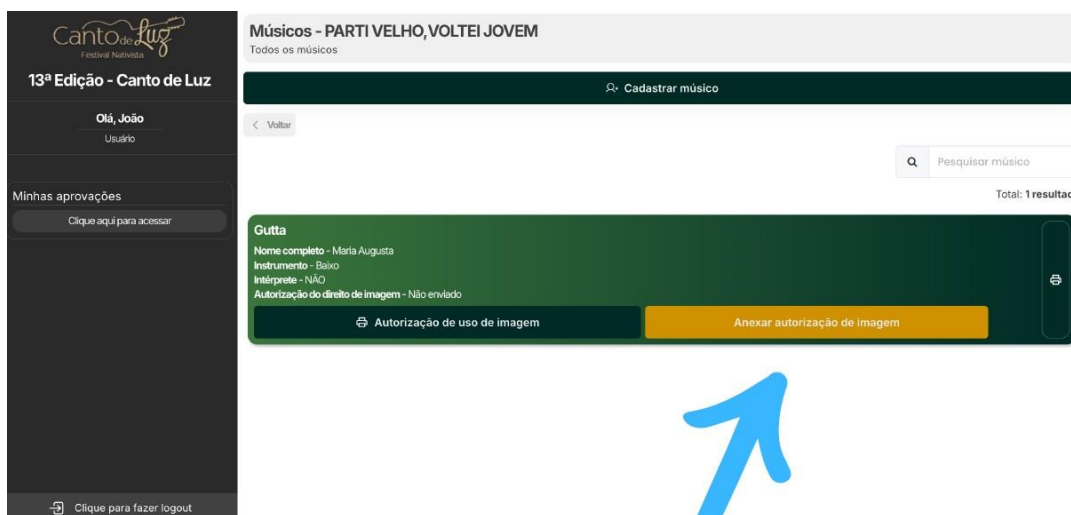 Canto de Luz
Festival Nativista
13ª Edição - Canto de Luz
Olá, João
Usuário
Minhas aprovações
Clique aqui para acessar
Clique para fazer logout
Músicos - PARTI VELHO,VOLTEI JOVEM
Todos os músicos
Cadastrar músico
Voltar
Pesquisar músico
Total: 1 resultad
Gutta
Nome completo - Maria Augusta
Instrumento - Baixo
Intérprete - NÃO
Autorização do direito de imagem - Não enviado
Autorização de uso de imagem
Anexar autorização de imagem